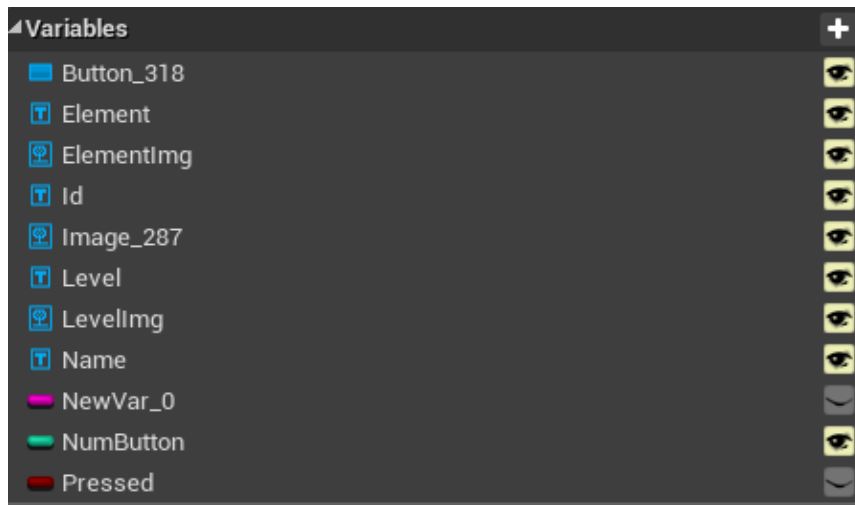 Variables
Button_318
Element
ElementImg
Id
Image_287
Level
LevelImg
Name
NewVar_0
NumButton
Pressed